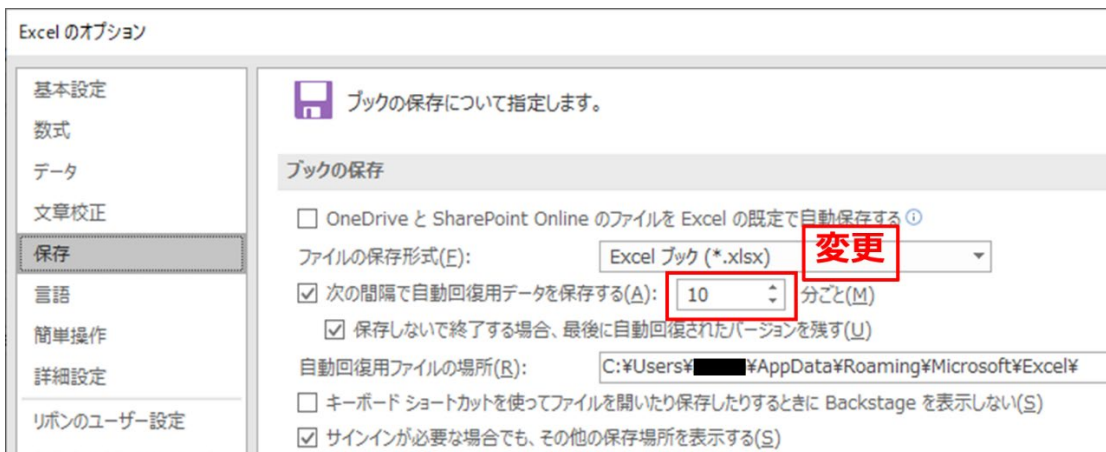 Excel のオプション
基本設定
数式
データ
文章校正
保存
言語
簡単操作
詳細設定
リボンのユーザー設定
ブックの保存について指定します。
ブックの保存
OneDrive と SharePoint Online のファイルを Excel の既定で自動保存する
ファイルの保存形式(F): Excel ブック (*.xlsx)
変更
次の間隔で自動回復用データを保存する(A): 10 分ごと(M)
保存しないで終了する場合、最後に自動回復されたバージョンを残す(U)
自動回復用ファイルの場所(R): C:¥Users¥ ¥AppData¥Roaming¥Microsoft¥Excel¥
キーボード ショートカットを使ってファイルを開いたり保存したりするときに Backstage を表示しない(S)
サインインが必要な場合でも、その他の保存場所を表示する(S)